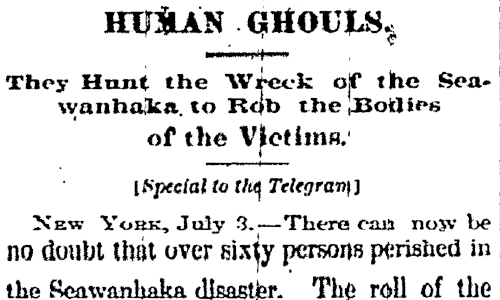 HUMAN GHOULS.
They Hunt the Wreck of the Sea-
wanhaka to Rob the Bodies
of the Victims.
[Special to the Telegram]
NEW YORK, July 3.—There can now be
no doubt that over sixty persons perished in
the Seawanhaka disaster. The roll of the